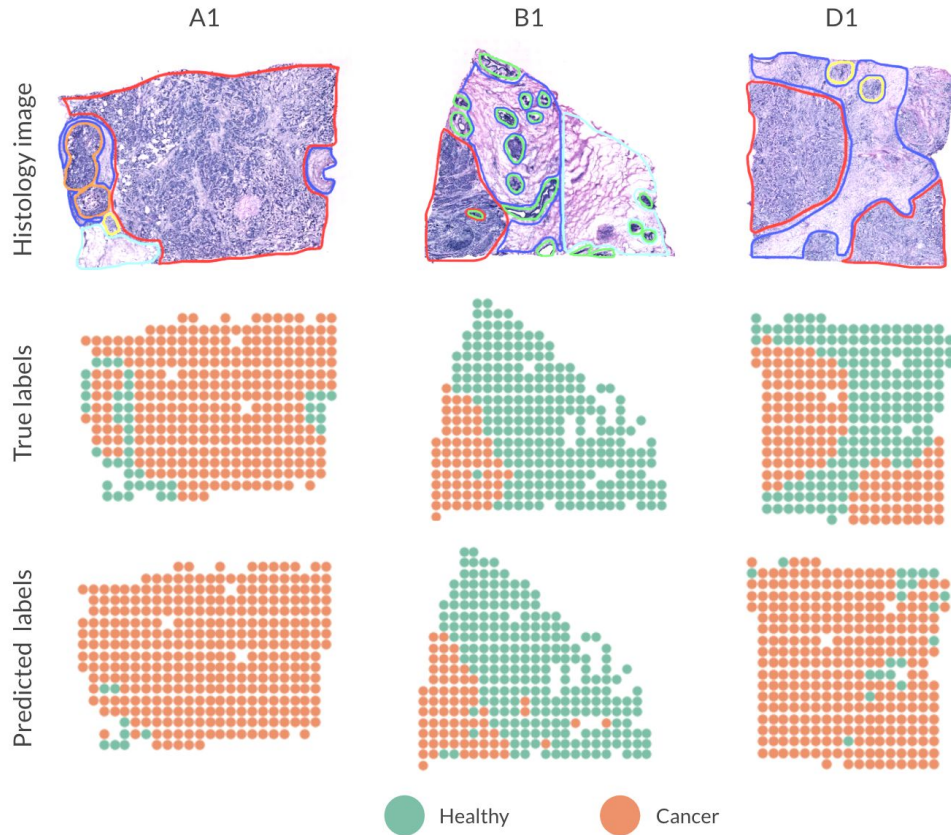 A1
B1
D1
Histology image
True labels
Predicted labels
Healthy
Cancer